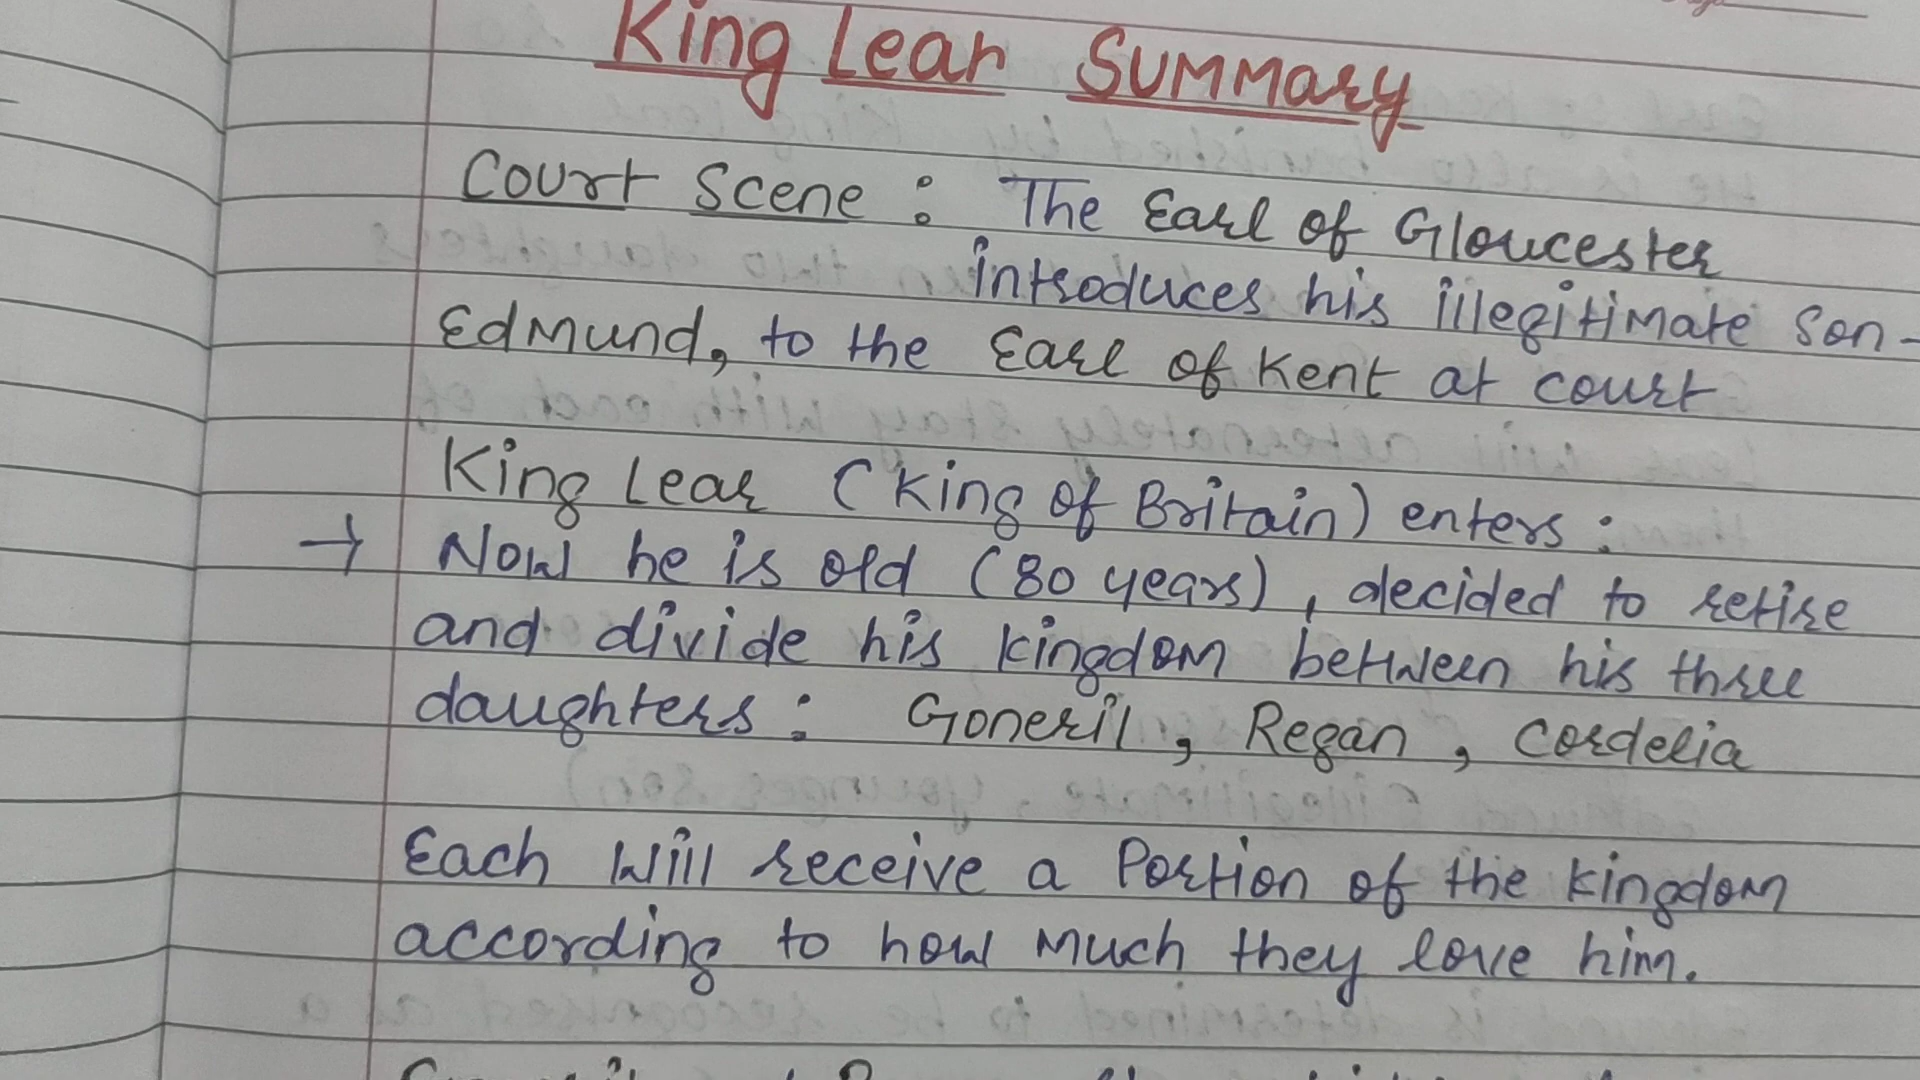 King Lear Summary
Court Scene : The Earl of Gloucester
introduces his illegitimate son-
Edmund, to the Earl of Kent at court
King Lear (King of Britain) enters :
→ Now he is old (80 years), decided to retire
and divide his kingdom between his three
daughters : Goneril, Regan, Cordelia
Each will receive a Portion of the kingdom
according to how much they love him.